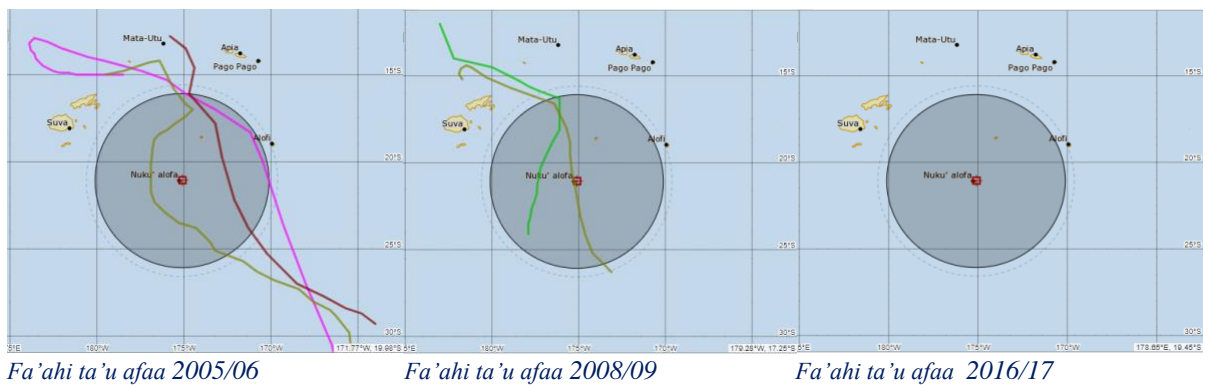 Mata-Utu
Apia
Pago Pago
15°S
Suva
Alofi
20°S
Nuku' alofa
25°S
30°S
5°E 180°W 175°W 170°W 171.77°W, 19.98°S
Mata-Utu
Apia
Pago Pago
15°S
Suva
Alofi
20°S
Nuku' alofa
25°S
30°S
5°E 180°W 175°W 170°W 179.28°W, 17.25°S
Mata-Utu
Apia
Pago Pago
15°S
Suva
Alofi
20°S
Nuku' alofa
25°S
30°S
5°E 180°W 175°W 170°W 178.65°E, 19.45°S
Fa'ahi ta'u afaa 2005/06
Fa'ahi ta'u afaa 2008/09
Fa'ahi ta'u afaa 2016/17